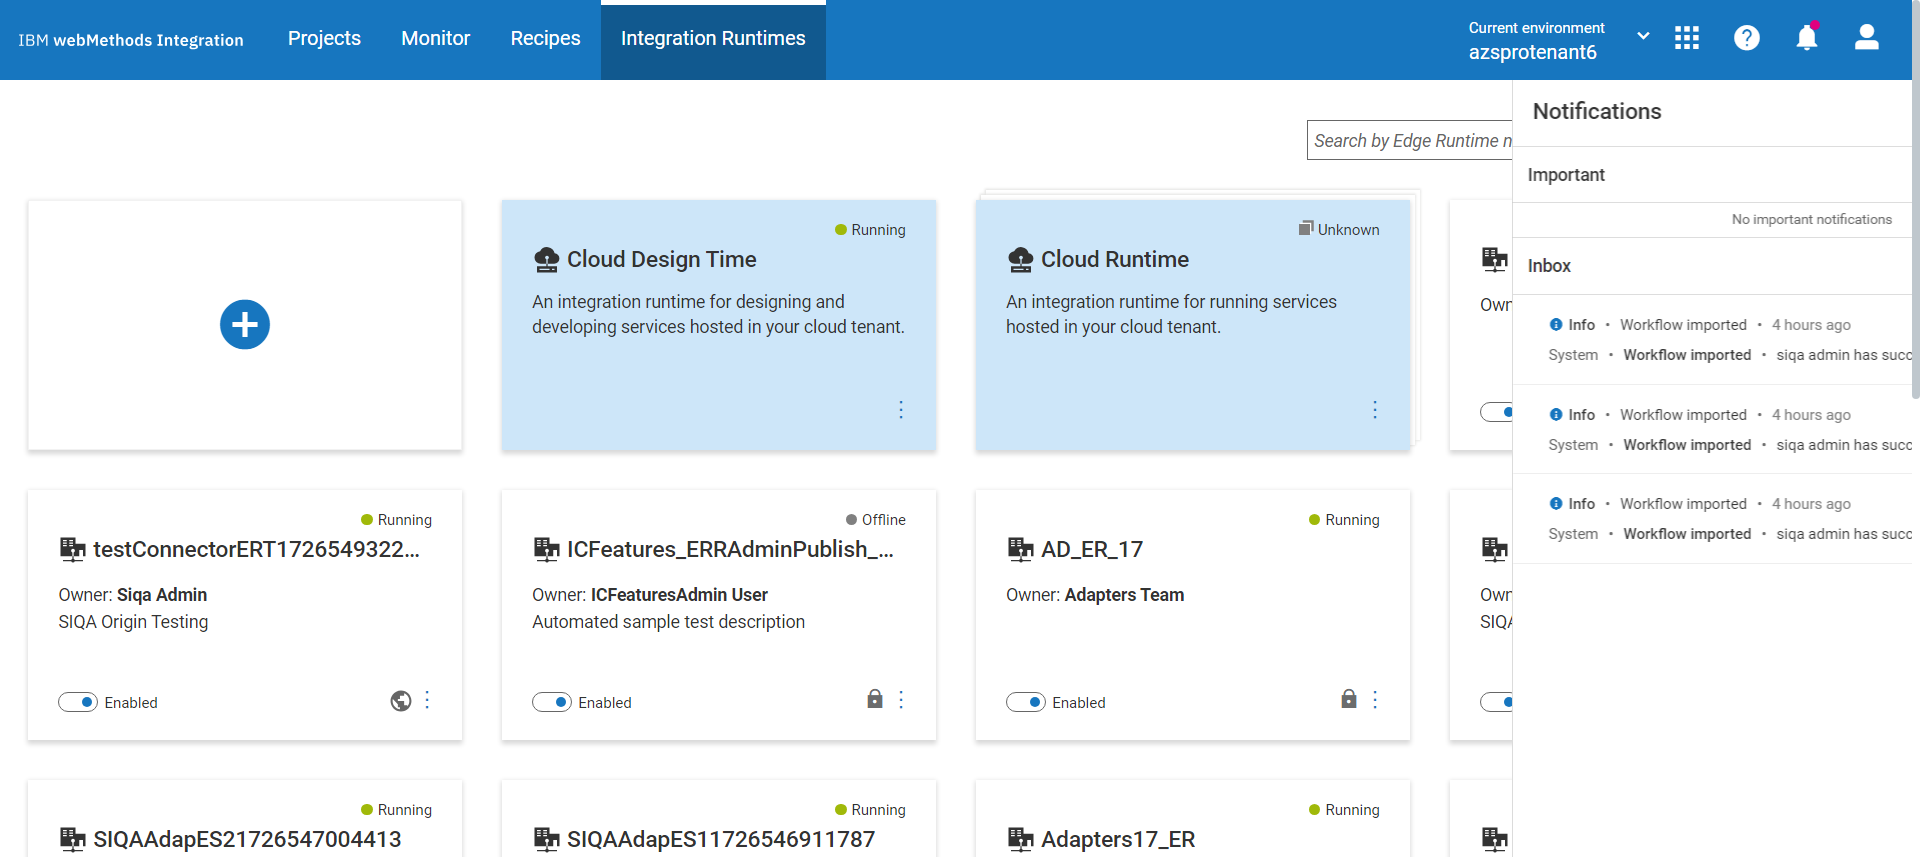 IBM webMethods Integration
Projects
Monitor
Recipes
Integration Runtimes
Current environment
azsprotenant6
Search by Edge Runtime n
Notifications
Important
No important notifications
Inbox
Info • Workflow imported • 4 hours ago
System • Workflow imported • siqa admin has succ
Info • Workflow imported • 4 hours ago
System • Workflow imported • siqa admin has succ
Info • Workflow imported • 4 hours ago
System • Workflow imported • siqa admin has succ
Running
Cloud Design Time
An integration runtime for designing and
developing services hosted in your cloud tenant.
Unknown
Cloud Runtime
An integration runtime for running services
hosted in your cloud tenant.
Own
Running
testConnectorERT1726549322...
Owner: Siqa Admin
SIQA Origin Testing
Enabled
Offline
ICFeatures_ERRAdminPublish_...
Owner: ICFeaturesAdmin User
Automated sample test description
Enabled
Running
AD_ER_17
Owner: Adapters Team
Enabled
Own
SIQA
Running
SIQAAdapES21726547004413
Running
SIQAAdapES11726546911787
Running
Adapters17_ER